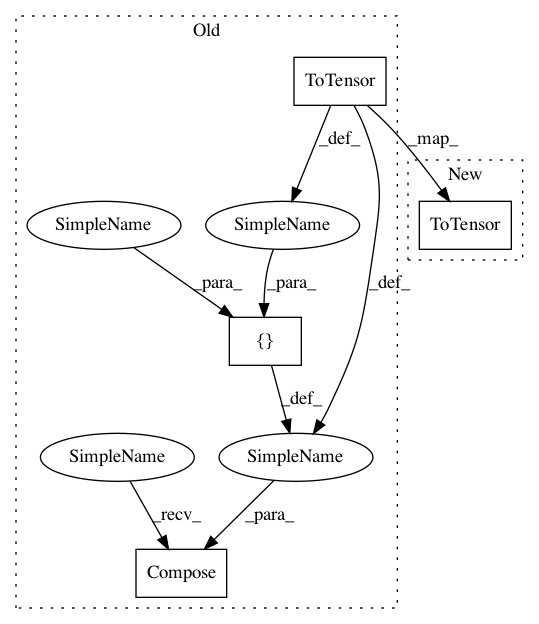 Old
ToTensor
_def_
_map_
New
SimpleName
SimpleName
ToTensor
_para_
_para_
_def_
{}
_def_
SimpleName
SimpleName
_recv_
_para_
Compose